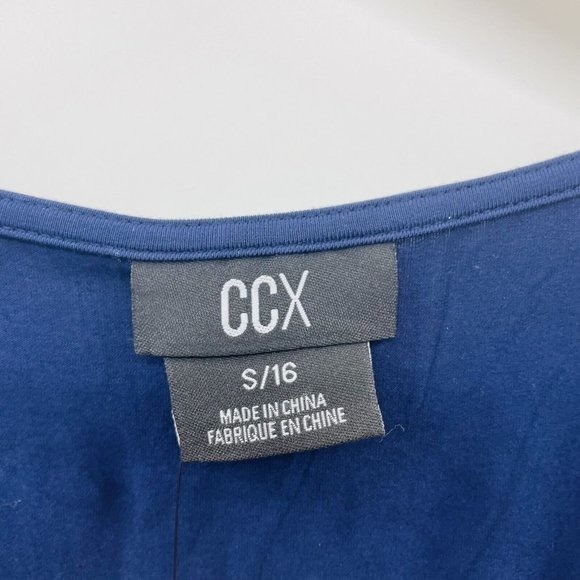 CCX
S/16
MADE IN CHINA
FABRIQUE EN CHINE